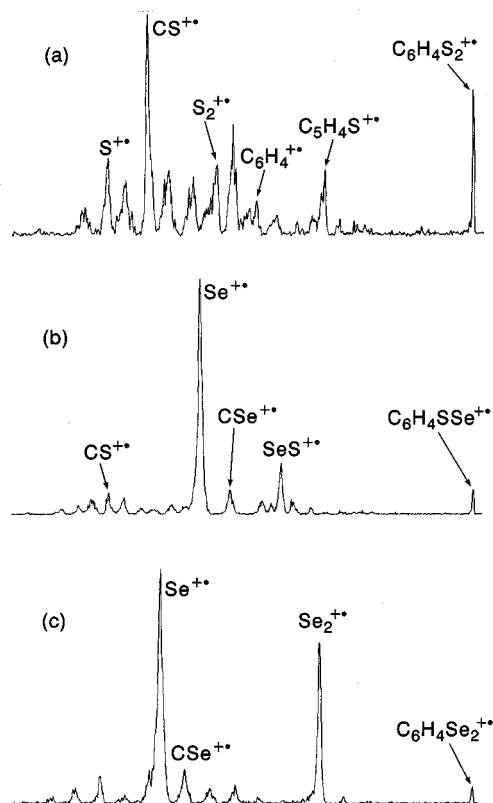 (a)
CS⁺•
C₆H₄S₂⁺•
S⁺•
S₂⁺•
C₆H₄⁺•
C₅H₄S⁺•
(b)
Se⁺•
CS⁺•
CSe⁺•
SeS⁺•
C₆H₄SSe⁺•
(c)
Se⁺•
Se₂⁺•
CSe⁺•
C₆H₄Se₂⁺•